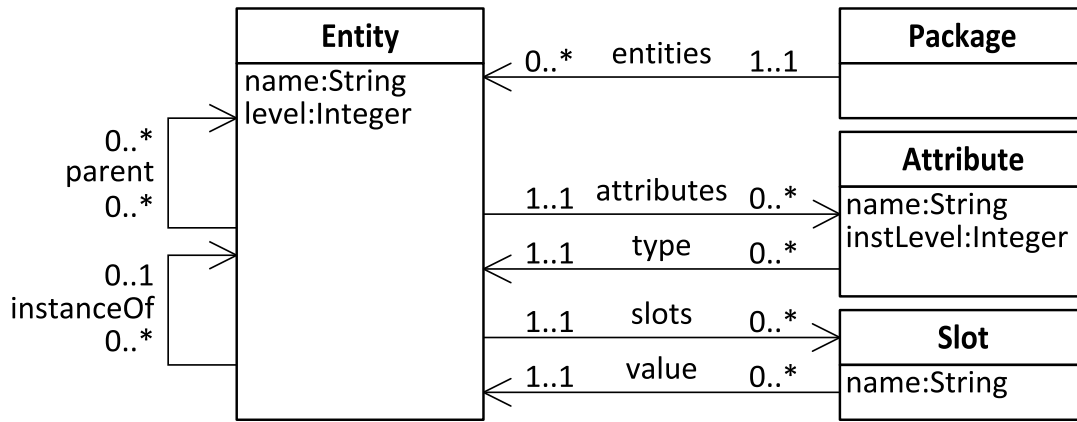 Entity
name:String
level:Integer
0..*
parent
0..*
0..1
instanceOf
0..*
0..* entities 1..1
1..1 attributes 0..*
1..1 type 0..*
1..1 slots 0..*
1..1 value 0..*
Package
Attribute
name:String
instLevel:Integer
Slot
name:String